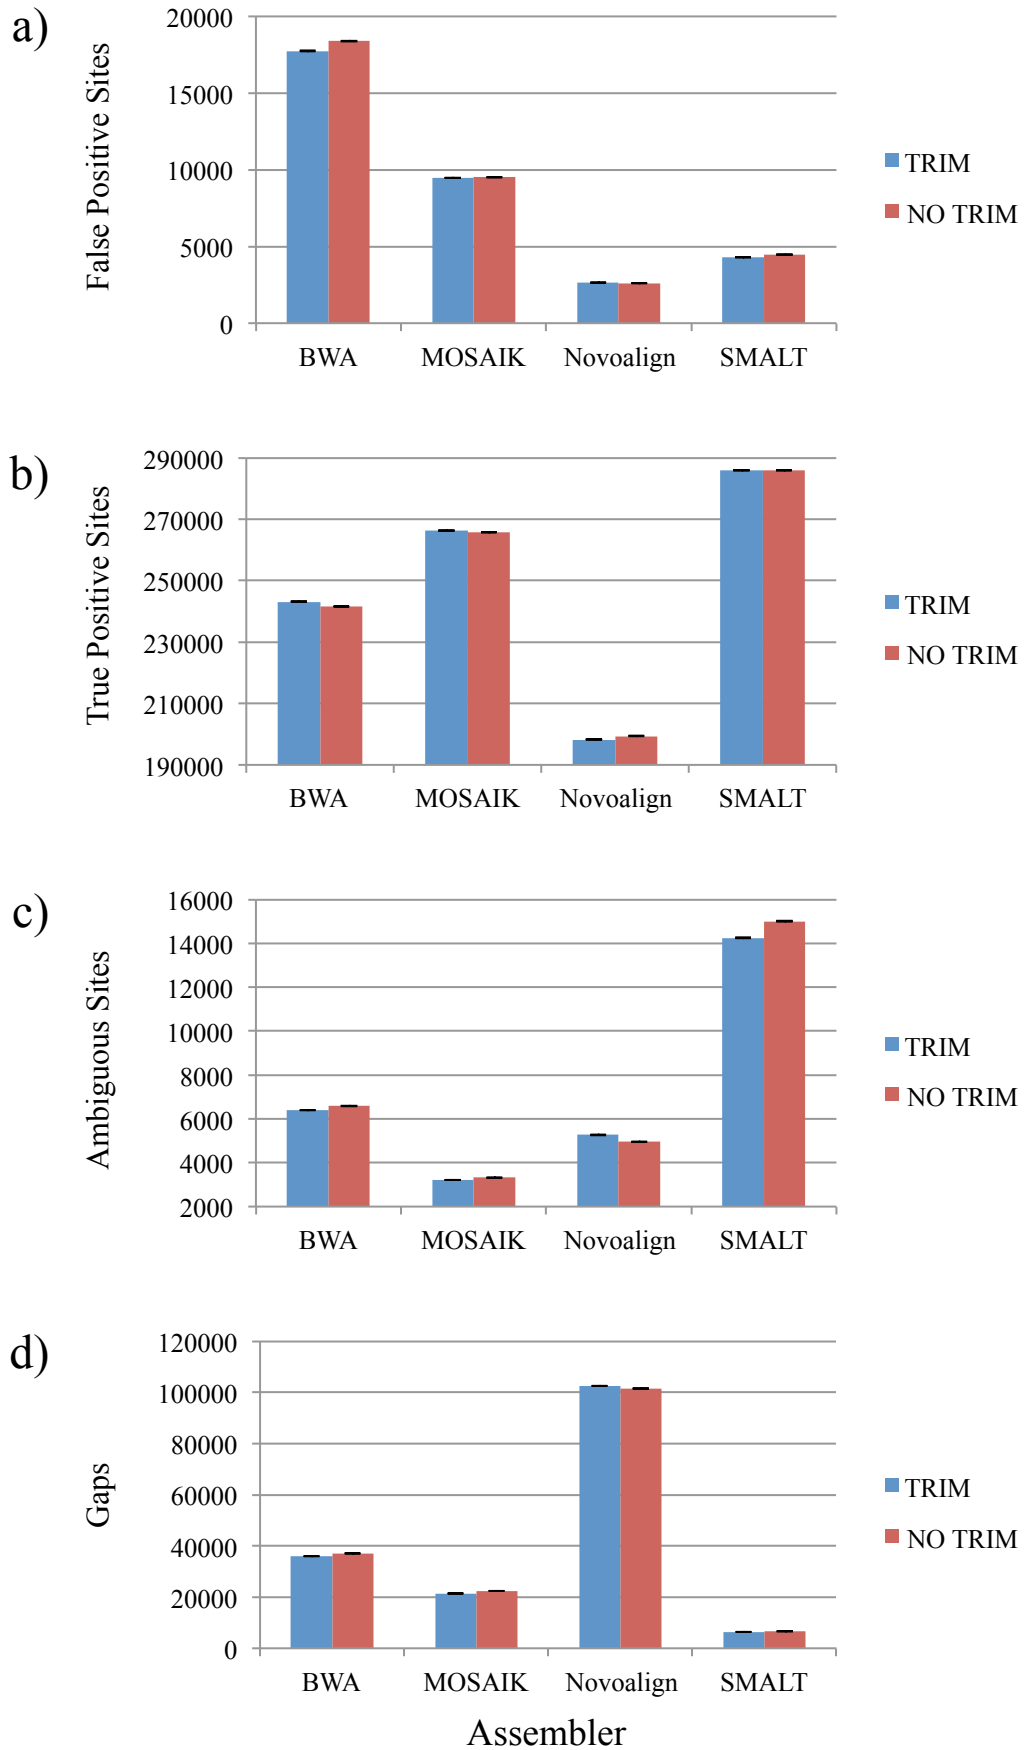 a)
False Positive Sites
20000
15000
10000
5000
0
BWA MOSAIK Novoalign SMALT
TRIM
NO TRIM
b)
True Positive Sites
290000
270000
250000
230000
210000
190000
BWA MOSAIK Novoalign SMALT
TRIM
NO TRIM
c)
Ambiguous Sites
16000
14000
12000
10000
8000
6000
4000
2000
BWA MOSAIK Novoalign SMALT
TRIM
NO TRIM
d)
Gaps
120000
100000
80000
60000
40000
20000
0
BWA MOSAIK Novoalign SMALT
TRIM
NO TRIM
Assembler